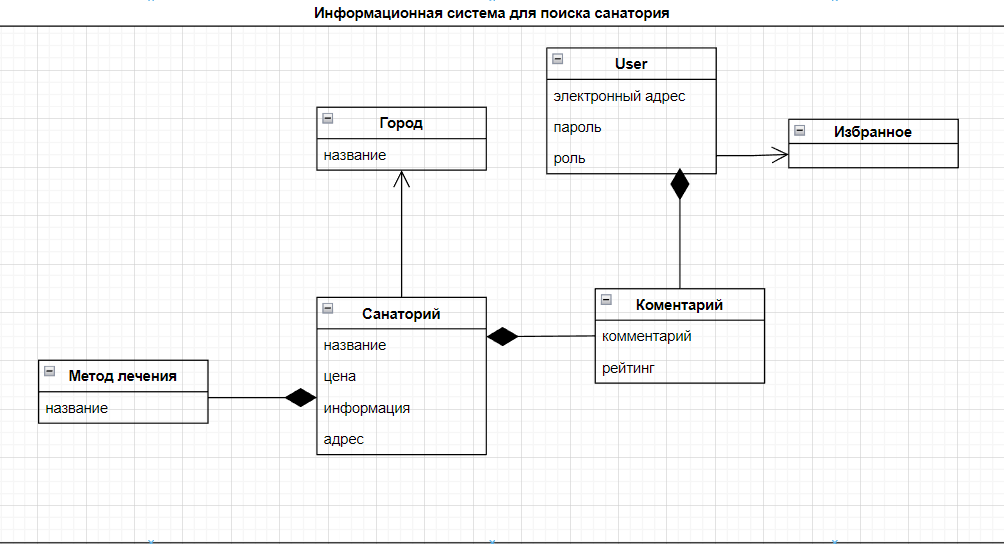 Информационная система для поиска санатория
User
электронный адрес
пароль
роль
Избранное
Город
название
Санаторий
название
цена
информация
адрес
Коментарий
комментарий
рейтинг
Метод лечения
название